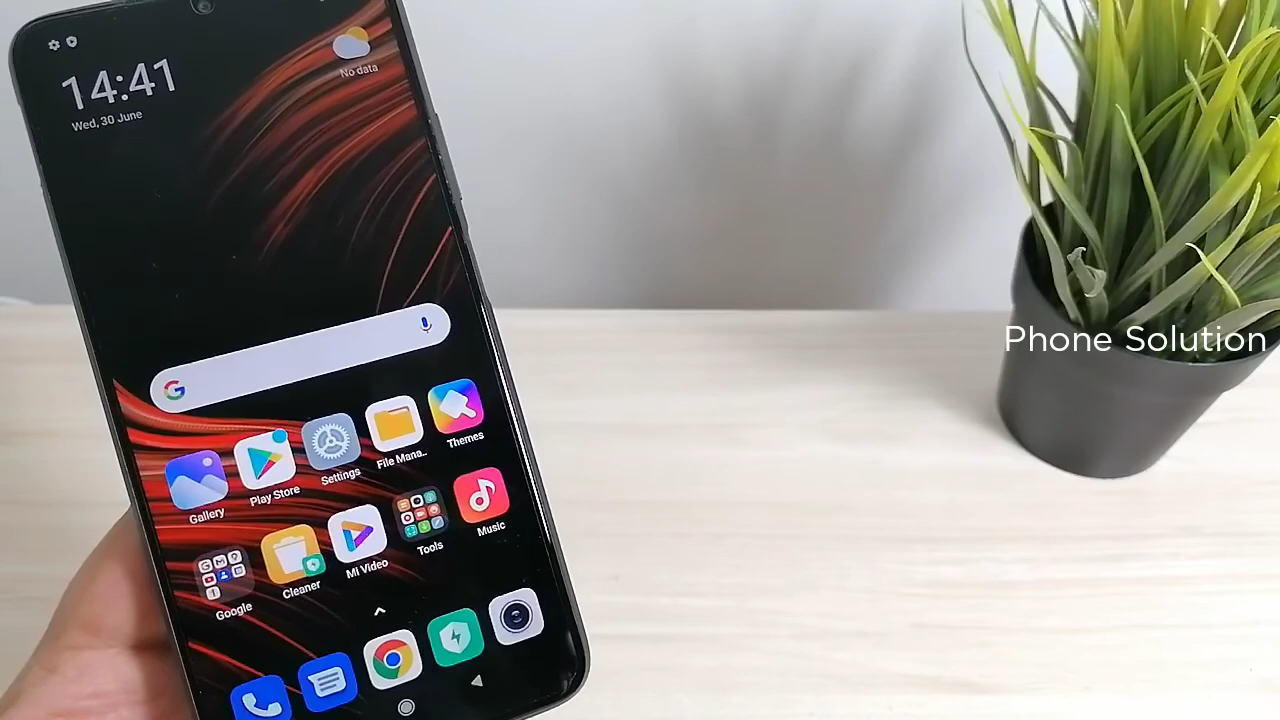 14:41
Wed, 30 June
No data
Gallery
Play Store
Settings
File Mana..
Themes
Google
Cleaner
Mi Video
Tools
Music
Phone Solution